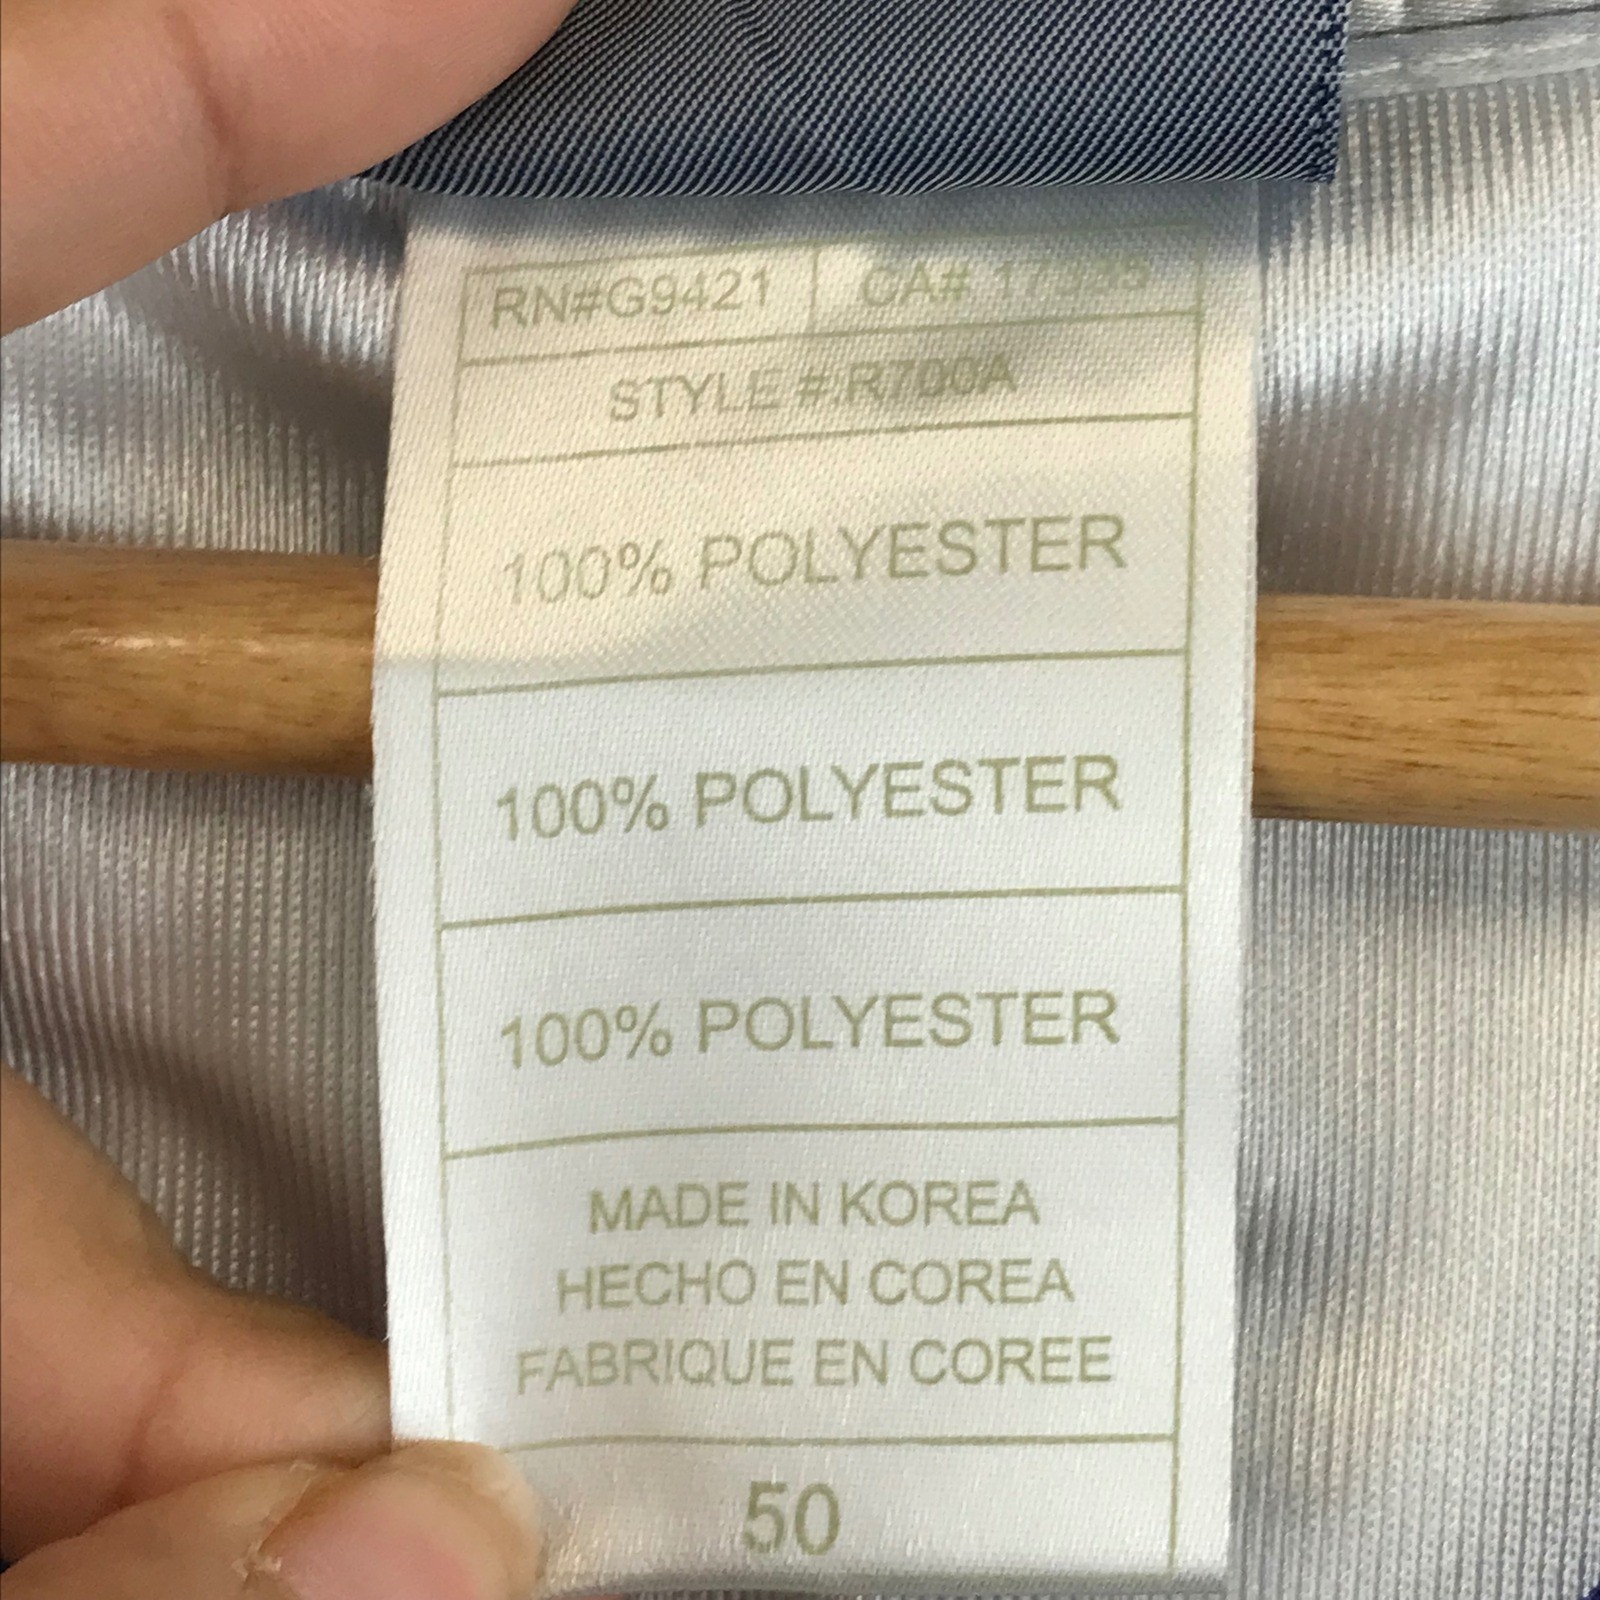 RN#G9421 CA#
STYLE #:R700A
100% POLYESTER
100% POLYESTER
100% POLYESTER
MADE IN KOREA
HECHO EN COREA
FABRIQUE EN COREE
50